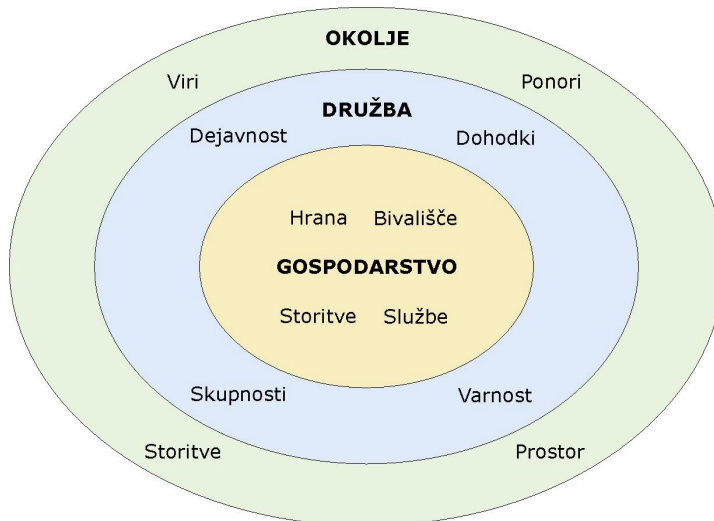 OKOLJE
Viri Ponori
DRUŽBA
Dejavnost Dohodki
Hrana Bivališče
GOSPODARSTVO
Storitve Službe
Skupnosti Varnost
Storitve Prostor